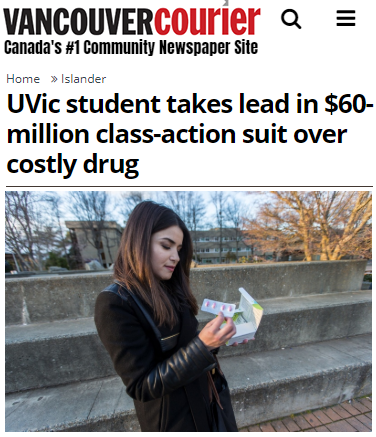 VANCOUVERcourier
Canada's #1 Community Newspaper Site
Home » Islander
UVic student takes lead in $60-
million class-action suit over
costly drug